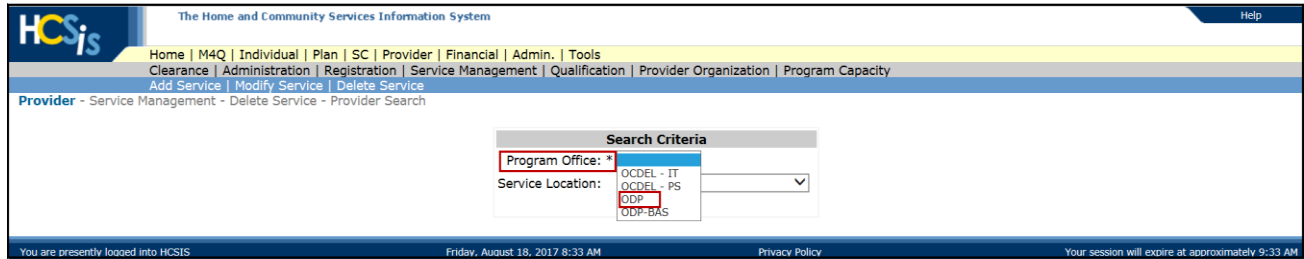 HCSis
The Home and Community Services Information System
Help
Home | M4Q | Individual | Plan | SC | Provider | Financial | Admin. | Tools
Clearance | Administration | Registration | Service Management | Qualification | Provider Organization | Program Capacity
Add Service | Modify Service | Delete Service
Provider - Service Management - Delete Service - Provider Search
Search Criteria
Program Office: *
OCDEL - IT
Service Location:
OCDEL - PS
ODP
ODP-BAS
You are presently logged into HCSIS
Friday, August 18, 2017 8:33 AM
Privacy Policy
Your session will expire at approximately 9:33 AM